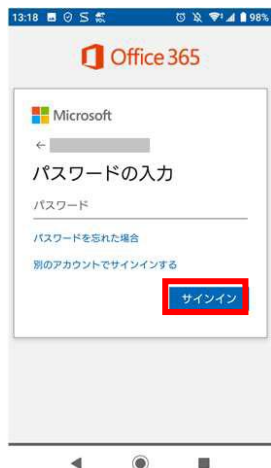 13:18 98%
Office 365
Microsoft
←
パスワードの入力
パスワード
パスワードを忘れた場合
別のアカウントでサインインする
サインイン